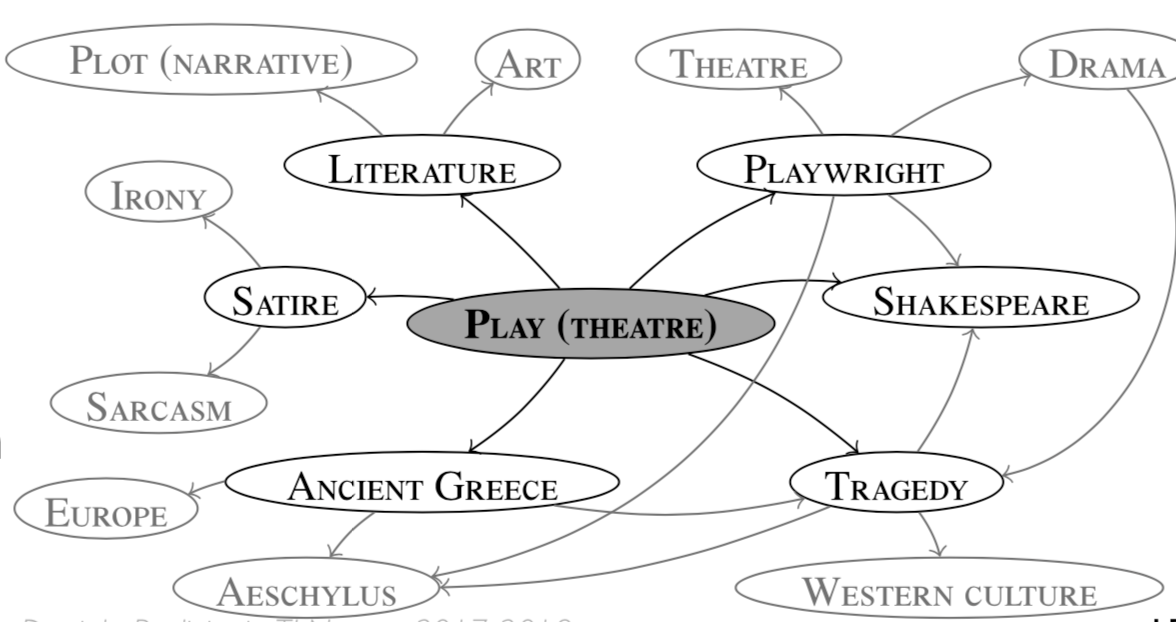 PLOT (NARRATIVE)
ART
THEATRE
DRAMA
LITERATURE
PLAYWRIGHT
IRONY
SATIRE
PLAY (THEATRE)
SHAKESPEARE
SARCASM
ANCIENT GREECE
TRAGEDY
EUROPE
AESCHYLUS
WESTERN CULTURE